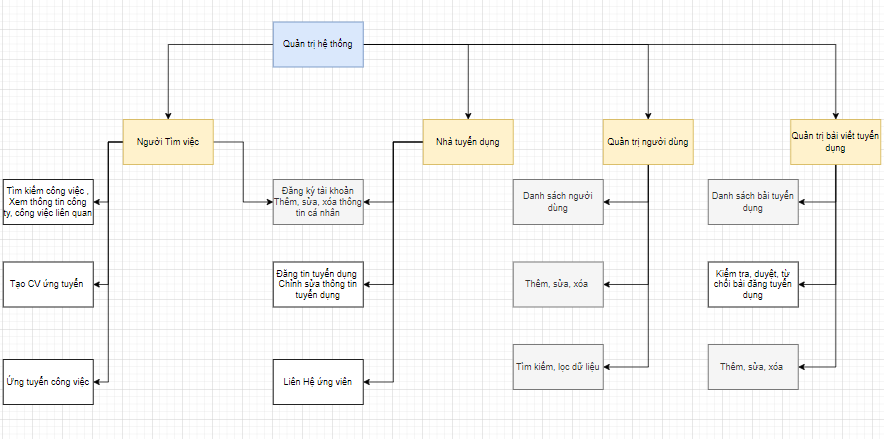 Quản trị hệ thống
Người Tìm việc
Nhà tuyển dụng
Quản trị người dùng
Quản trị bài viết tuyển
dụng
Tìm kiếm công việc ,
Xem thông tin công
ty, công việc liên quan
Đăng ký tài khoản
Thêm, sửa, xóa thông
tin cá nhân
Danh sách người
dùng
Danh sách bài tuyển
dụng
Tạo CV ứng tuyển
Đăng tin tuyển dụng
Chỉnh sửa thông tin
tuyển dụng
Thêm, sửa, xóa
Kiểm tra, duyệt, từ
chối bài đăng tuyển
dụng
Ứng tuyển công việc
Liên Hệ ứng viên
Tìm kiếm, lọc dữ liệu
Thêm, sửa, xóa